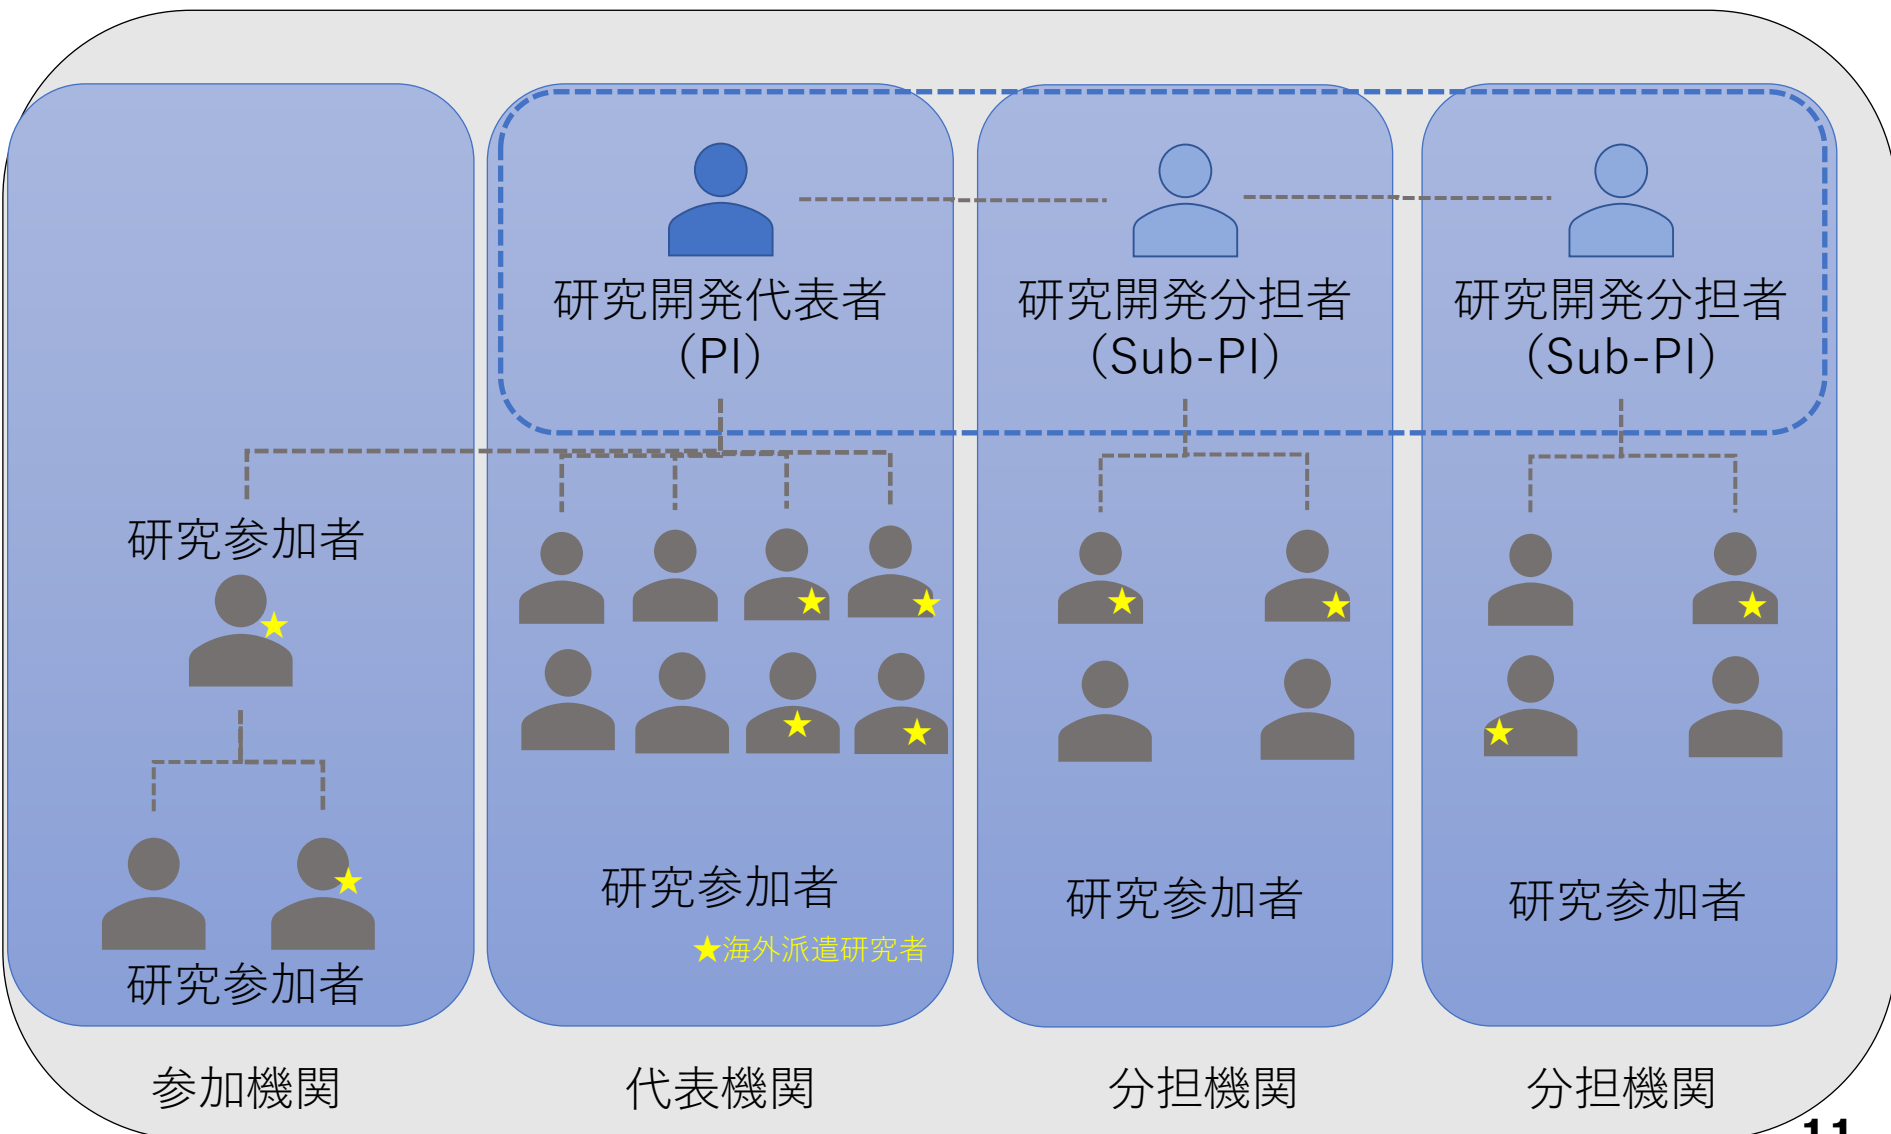 研究開発代表者
（PI）
研究開発分担者
（Sub-PI）
研究開発分担者
（Sub-PI）
研究参加者
研究参加者
研究参加者
★海外派遣研究者
研究参加者
研究参加者
参加機関
代表機関
分担機関
分担機関
11